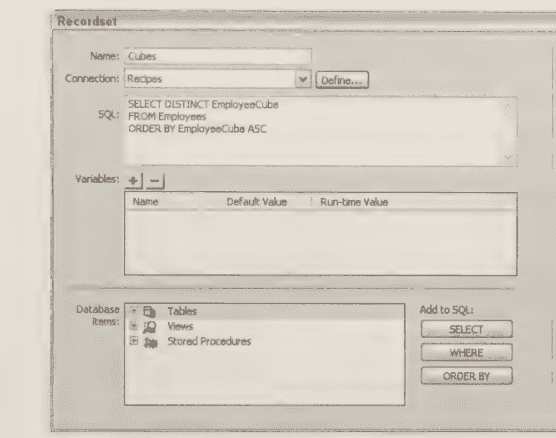 Recordset
Name: Cubes
Connection: Recipes Define...
SQL: SELECT DISTINCT EmployeeCube
FROM Employees
ORDER BY EmployeeCube ASC
Variables: + −
Name Default Value Run-time Value
Database Items:
Tables
Views
Stored Procedures
Add to SQL:
SELECT
WHERE
ORDER BY